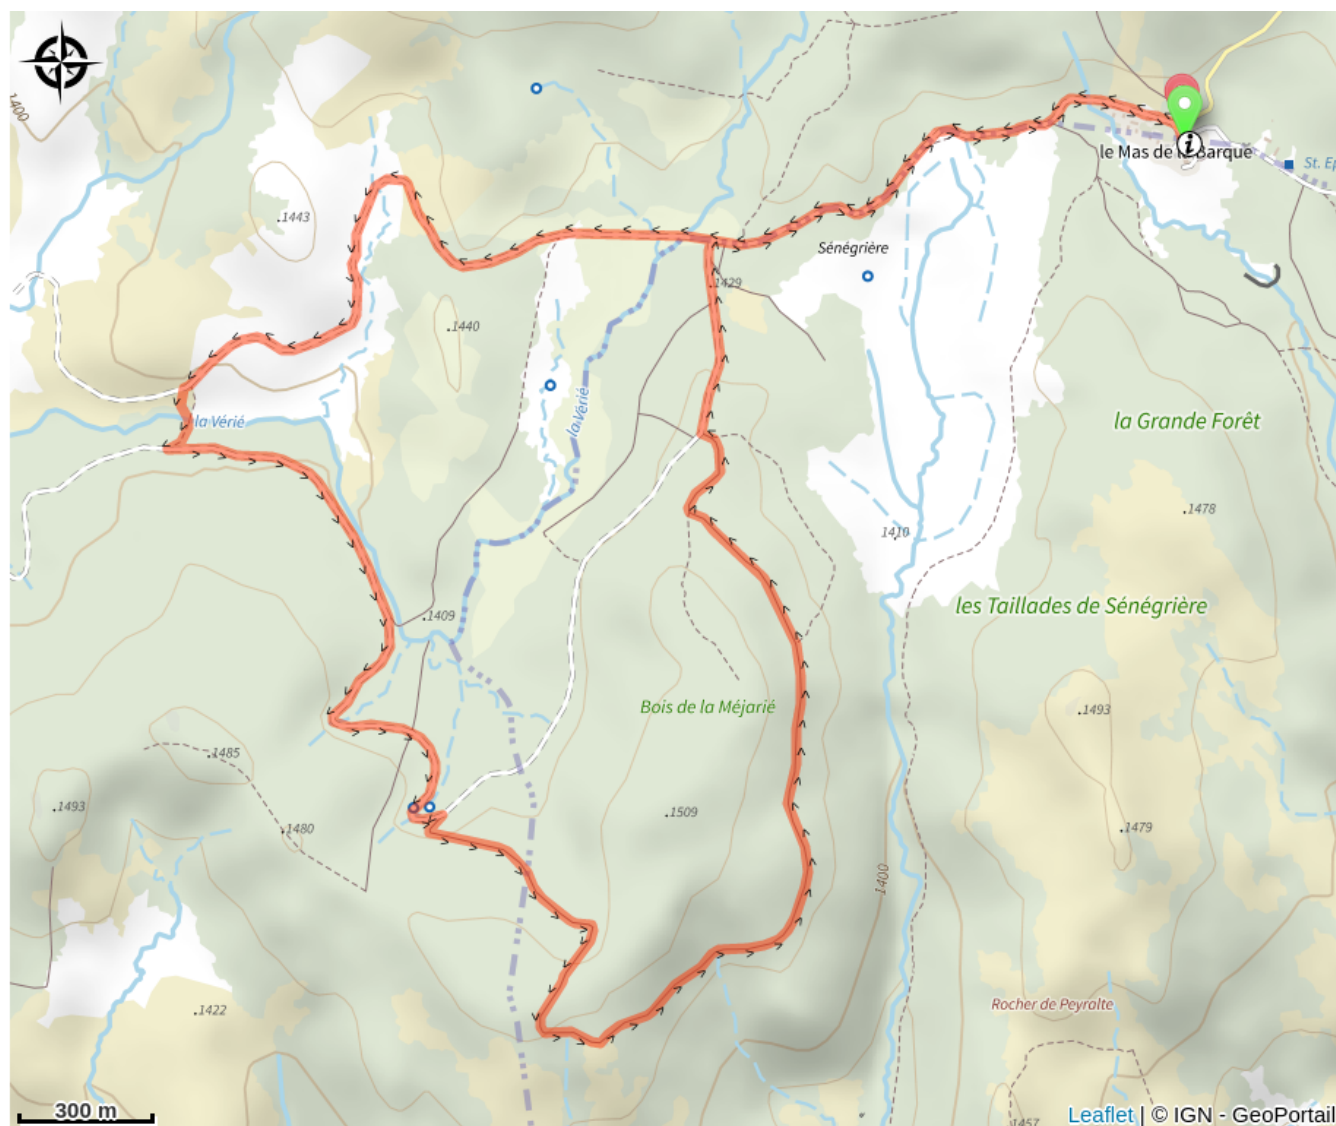 1400
le Mas de la Barque
St. Ep
.1443
Sénégrière
.1429
.1440
la Vérié
la Vérié
la Grande Forêt
.1478
1410
les Taillades de Sénégrière
.1409
Bois de la Méjarié
.1493
.1485
.1493
.1509
.1480
.1479
1400
Rocher de Peyralte
.1422
300 m
1457
Leaflet | © IGN - GeoPortail